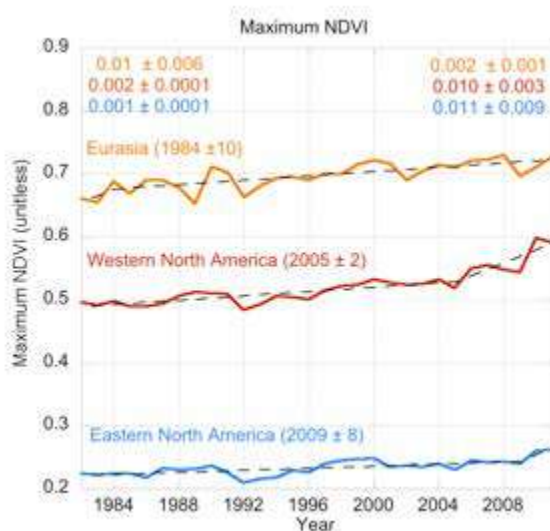 Maximum NDVI
0.9
0.01 ± 0.006 0.002 ± 0.001
0.002 ± 0.0001 0.010 ± 0.003
0.001 ± 0.0001 0.011 ± 0.009
0.8
Eurasia (1984 ±10)
0.7
Maximum NDVI (unitless)
0.6
Western North America (2005 ± 2)
0.5
0.4
0.3
Eastern North America (2009 ± 8)
0.2
1984 1988 1992 1996 2000 2004 2008
Year